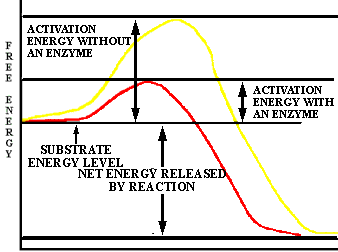 FREE ENERGY
ACTIVATION
ENERGY WITHOUT
AN ENZYME
ACTIVATION
ENERGY WITH
AN ENZYME
SUBSTRATE
ENERGY LEVEL
NET ENERGY RELEASED
BY REACTION